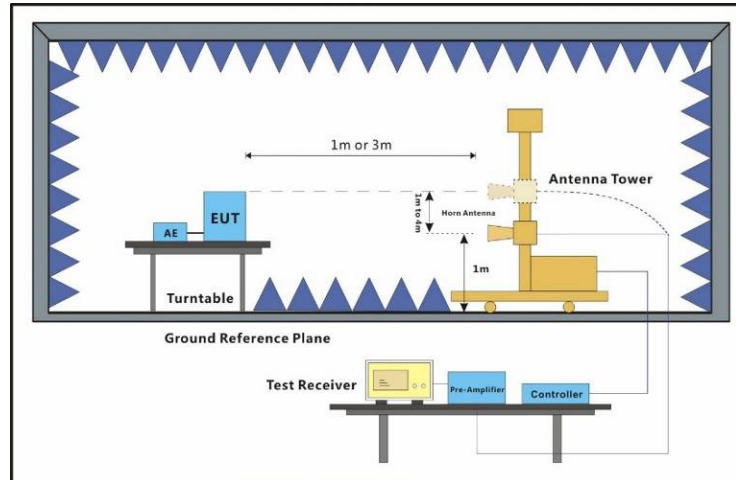 1m or 3m
Antenna Tower
1m to 4m
Horn Antenna
EUT
AE
1m
Turntable
Ground Reference Plane
Test Receiver
Pre-Amplifier
Controller